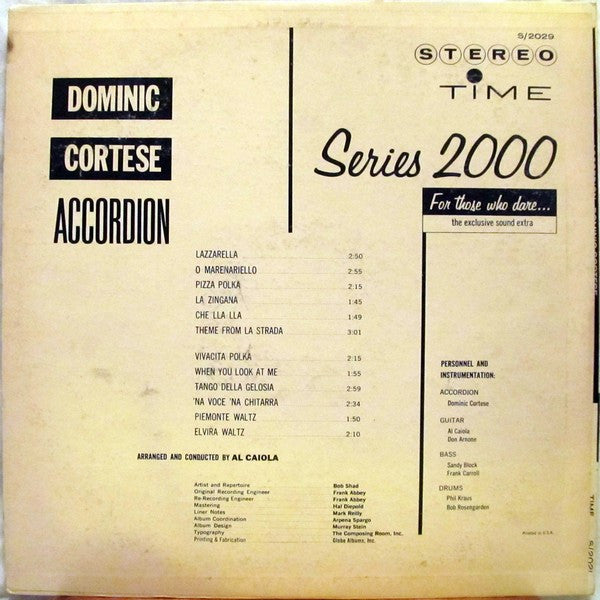 S/2029
STEREO
TIME
DOMINIC
CORTESE
ACCORDION
Series 2000
For those who dare...
the exclusive sound extra
LAZZARELLA 2:50
O MARENARIELLO 2:55
PIZZA POLKA 2:15
LA ZINGANA 1:45
CHE LLA LLA 1:49
THEME FROM LA STRADA 3:01
VIVACITA POLKA 2:15
WHEN YOU LOOK AT ME 1:55
TANGO DELLA GELOSIA 2:59
'NA VOCE 'NA CHITARRA 2:34
PIEMONTE WALTZ 1:50
ELVIRA WALTZ 2:10
ARRANGED AND CONDUCTED BY AL CAIOLA
Artist and Repertoire Bob Shad
Original Recording Engineer Frank Abbey
Re-Recording Engineer Frank Abbey
Mastering Hal Diepold
Liner Notes Mark Reilly
Album Coordination Arpena Spargo
Album Design Murray Stein
Typography The Composing Room, Inc.
Printing & Fabrication Globe Albums, Inc.
PERSONNEL AND
INSTRUMENTATION:
ACCORDION
Dominic Cortese
GUITAR
Al Caiola
Don Arnone
BASS
Sandy Block
Frank Carroll
DRUMS
Phil Kraus
Bob Rosengarden
Printed in U.S.A.
TIME